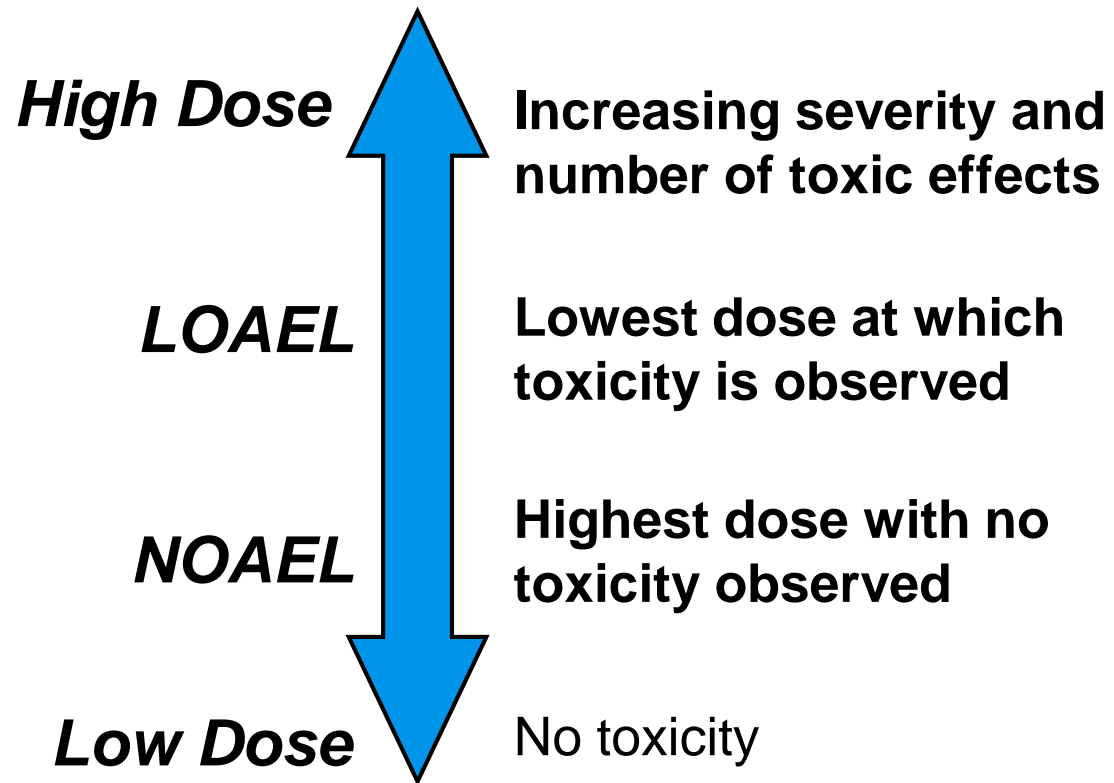 High Dose
Increasing severity and
number of toxic effects
LOAEL
Lowest dose at which
toxicity is observed
NOAEL
Highest dose with no
toxicity observed
Low Dose
No toxicity